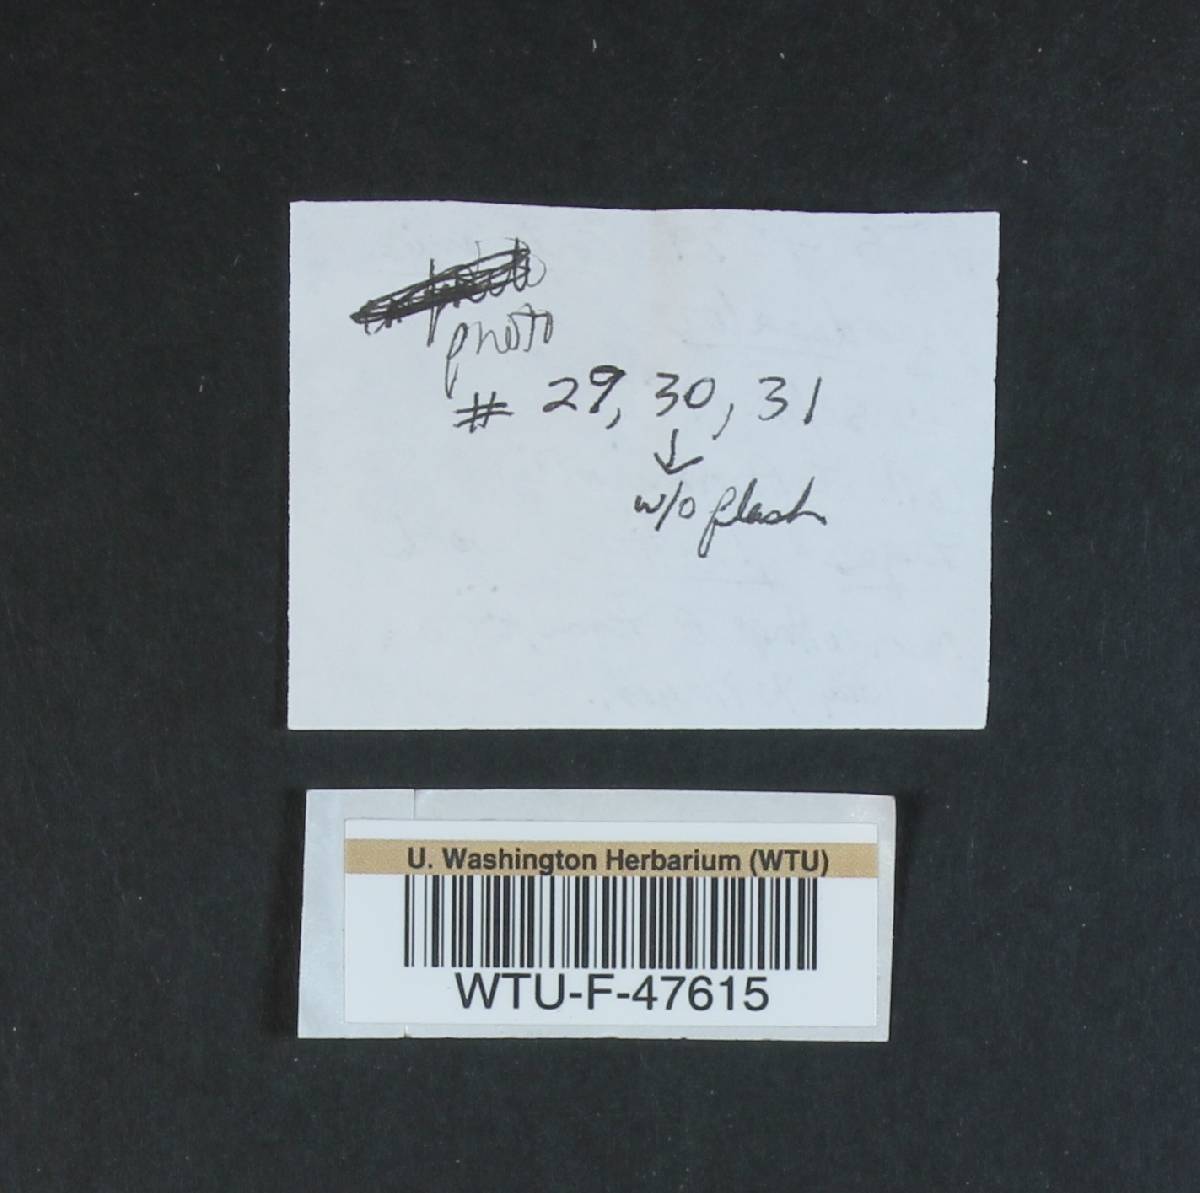 photo
# 29, 30, 31
↓
w/o flash
U. Washington Herbarium (WTU)
WTU-F-47615